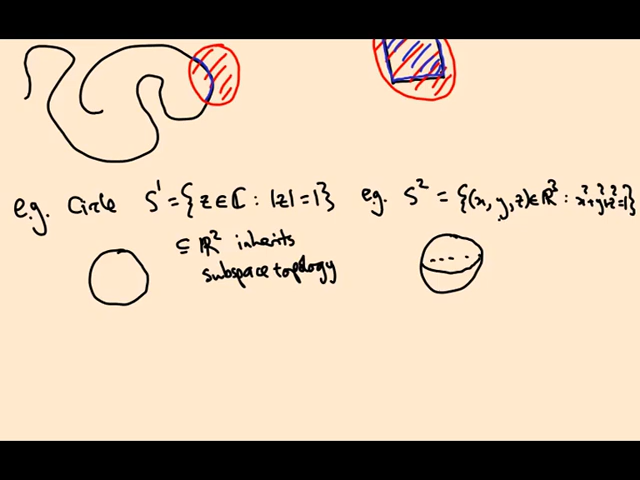 e.g. Circle S¹ = {z ∈ ℂ : |z| = 1}
⊆ ℝ² inherits
subspace topology
e.g. S² = {(x, y, z) ∈ ℝ³ : x²+y²+z²=1}